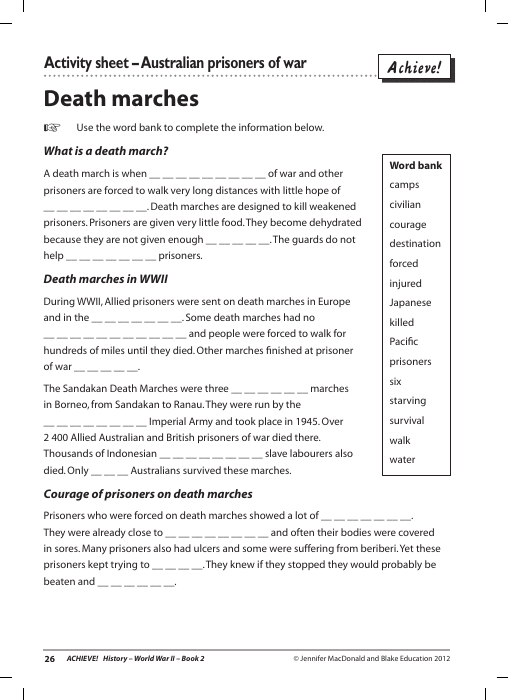 Activity sheet – Australian prisoners of war
Achieve!
Death marches
Use the word bank to complete the information below.
What is a death march?
A death march is when __ __ __ __ __ __ __ __ __ of war and other
prisoners are forced to walk very long distances with little hope of
__ __ __ __ __ __ __ __. Death marches are designed to kill weakened
prisoners. Prisoners are given very little food. They become dehydrated
because they are not given enough __ __ __ __ __. The guards do not
help __ __ __ __ __ __ __ prisoners.
Death marches in WWII
During WWII, Allied prisoners were sent on death marches in Europe
and in the __ __ __ __ __ __ __. Some death marches had no
__ __ __ __ __ __ __ __ __ __ __ and people were forced to walk for
hundreds of miles until they died. Other marches finished at prisoner
of war __ __ __ __ __.
The Sandakan Death Marches were three __ __ __ __ __ __ marches
in Borneo, from Sandakan to Ranau. They were run by the
__ __ __ __ __ __ __ __ Imperial Army and took place in 1945. Over
2 400 Allied Australian and British prisoners of war died there.
Thousands of Indonesian __ __ __ __ __ __ __ __ slave labourers also
died. Only __ __ __ Australians survived these marches.
Courage of prisoners on death marches
Prisoners who were forced on death marches showed a lot of __ __ __ __ __ __ __.
They were already close to __ __ __ __ __ __ __ __ and often their bodies were covered
in sores. Many prisoners also had ulcers and some were suffering from beriberi. Yet these
prisoners kept trying to __ __ __ __. They knew if they stopped they would probably be
beaten and __ __ __ __ __ __.
Word bank
camps
civilian
courage
destination
forced
injured
Japanese
killed
Pacific
prisoners
six
starving
survival
walk
water
26 ACHIEVE! History – World War II – Book 2
© Jennifer MacDonald and Blake Education 2012